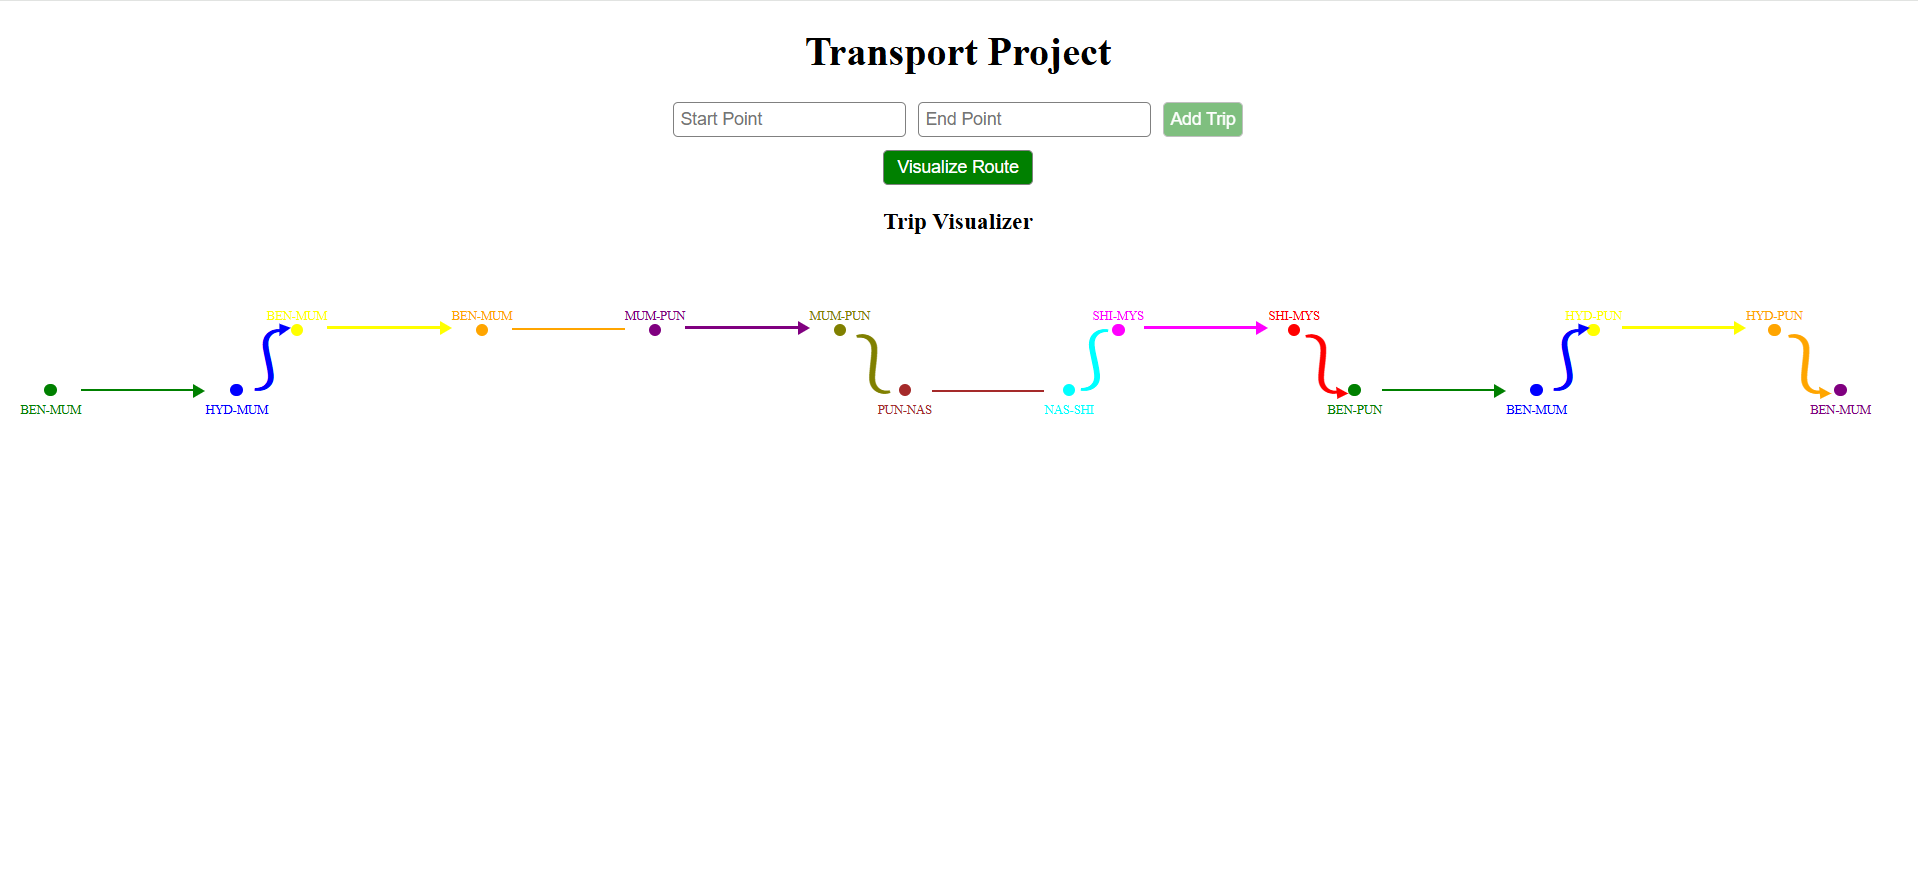 Transport Project
Start Point End Point Add Trip
Visualize Route
Trip Visualizer
BEN-MUM BEN-MUM MUM-PUN MUM-PUN SHI-MYS SHI-MYS HYD-PUN HYD-PUN
BEN-MUM HYD-MUM PUN-NAS NAS-SHI BEN-PUN BEN-MUM BEN-MUM